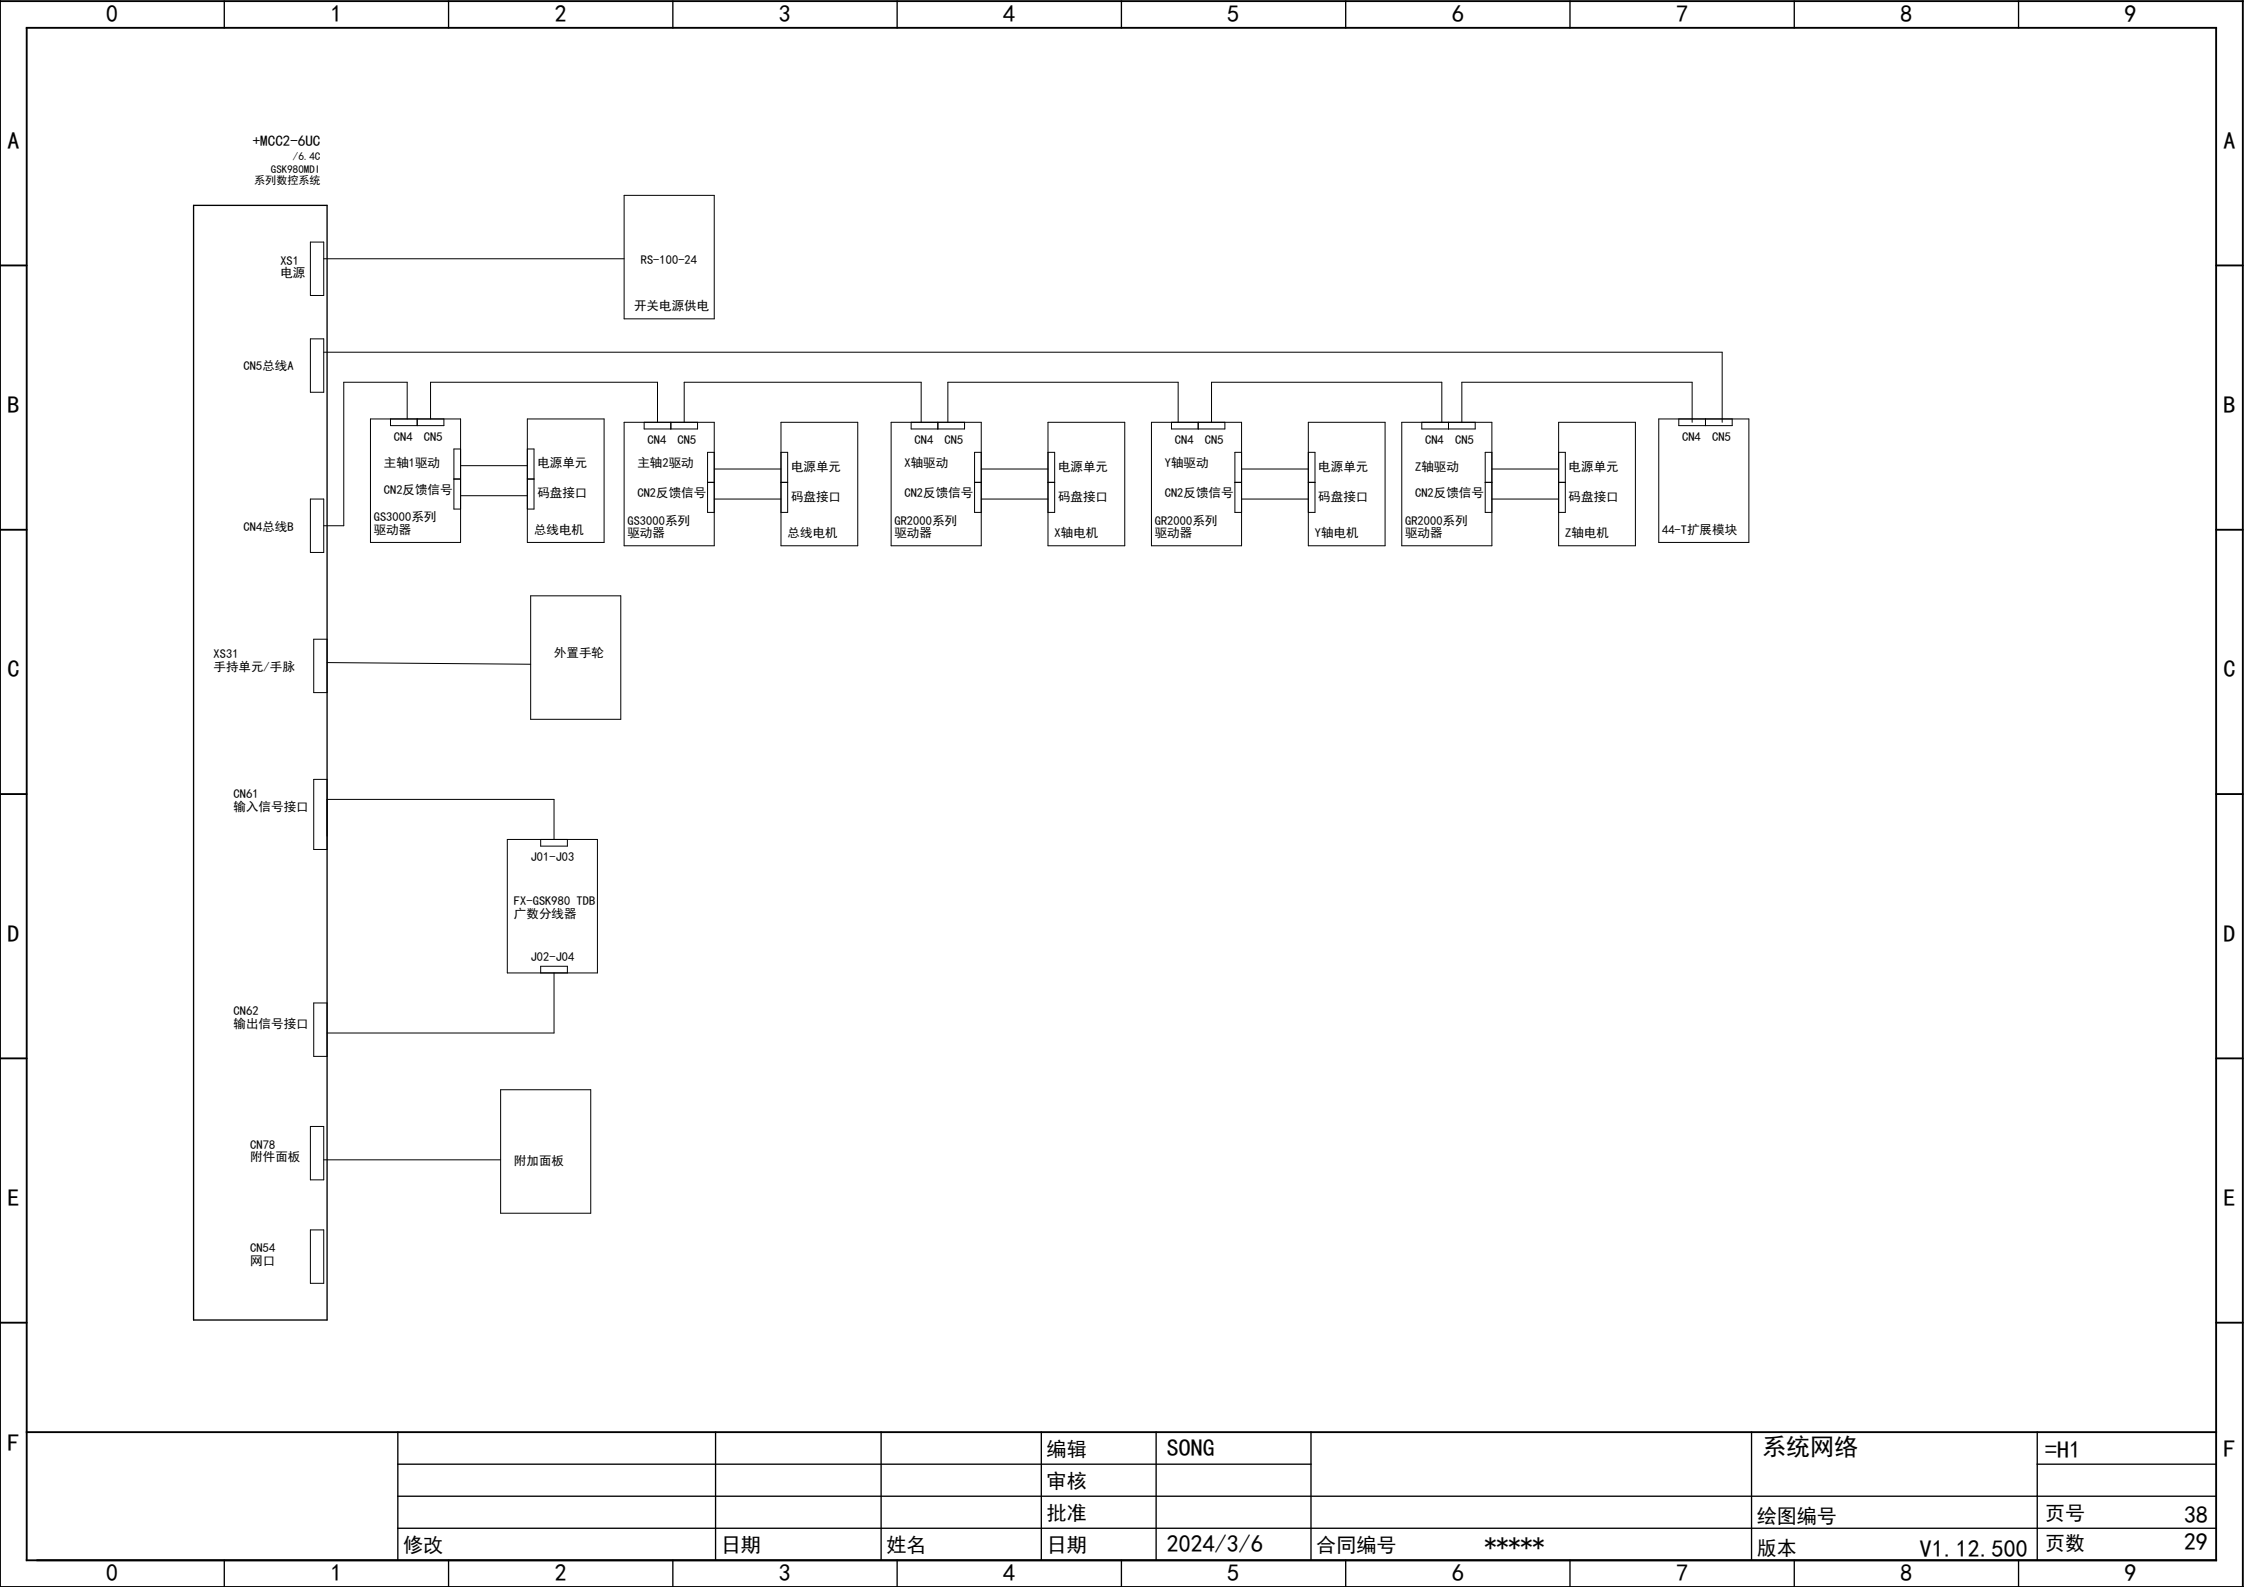 0 1 2 3 4 5 6 7 8 9
A A
+MCC2-6UC
/6.4C
GSK980MDI
系列数控系统
XS1
电源
RS-100-24
开关电源供电
CN5总线A
B B
CN4 CN5
主轴1驱动
CN2反馈信号
GS3000系列
驱动器
电源单元
码盘接口
总线电机
CN4 CN5
主轴2驱动
CN2反馈信号
GS3000系列
驱动器
电源单元
码盘接口
总线电机
CN4 CN5
X轴驱动
CN2反馈信号
GR2000系列
驱动器
电源单元
码盘接口
X轴电机
CN4 CN5
Y轴驱动
CN2反馈信号
GR2000系列
驱动器
电源单元
码盘接口
Y轴电机
CN4 CN5
Z轴驱动
CN2反馈信号
GR2000系列
驱动器
电源单元
码盘接口
Z轴电机
CN4 CN5
44-T扩展模块
CN4总线B
C C
XS31
手持单元/手脉
外置手轮
CN61
输入信号接口
J01-J03
FX-GSK980 TDB
广数分线器
J02-J04
D D
CN62
输出信号接口
CN78
附件面板
附加面板
E E
CN54
网口
F F
编辑 SONG 系统网络 =H1
审核
批准 绘图编号 页号 38
修改 日期 姓名 日期 2024/3/6 合同编号 ***** 版本 V1.12.500 页数 29
0 1 2 3 4 5 6 7 8 9